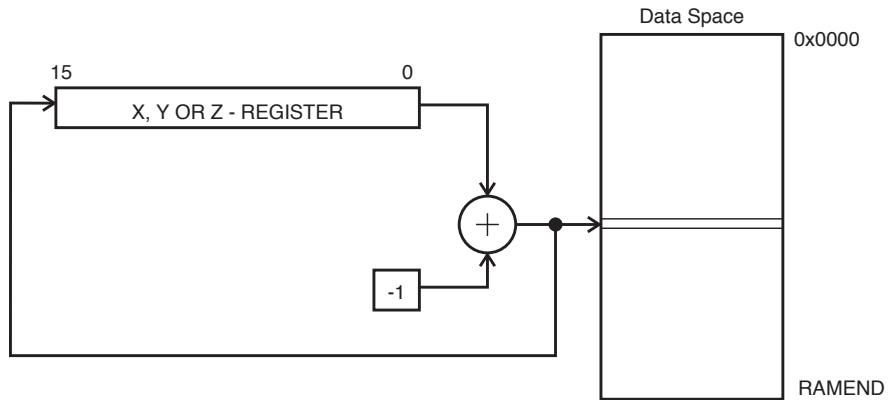 Data Space
0x0000
15
0
X, Y OR Z - REGISTER
+
-1
RAMEND